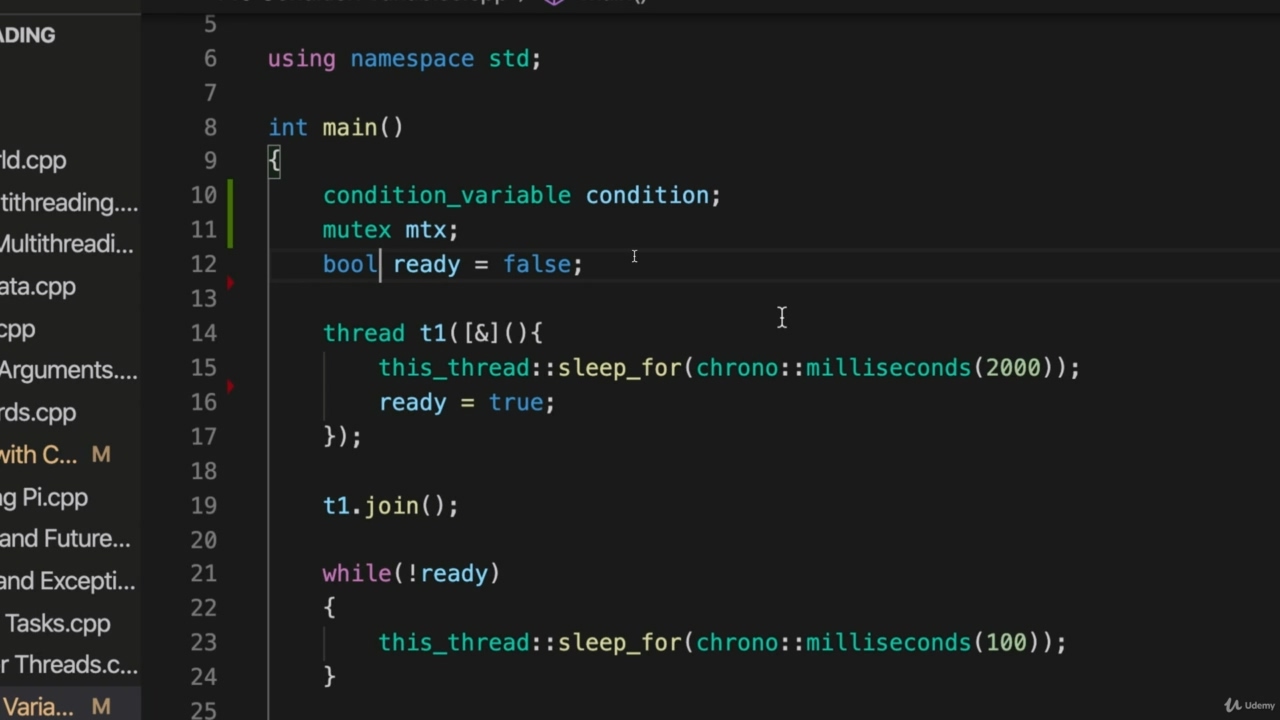 ADING
rld.cpp
tithreading....
Multithreadi...
ata.cpp
cpp
Arguments....
rds.cpp
with C... M
ng Pi.cpp
and Future...
and Excepti...
Tasks.cpp
r Threads.c...
Varia... M
5
6 using namespace std;
7
8 int main()
9 {
10 condition_variable condition;
11 mutex mtx;
12 bool ready = false;
13
14 thread t1([&](){
15 this_thread::sleep_for(chrono::milliseconds(2000));
16 ready = true;
17 });
18
19 t1.join();
20
21 while(!ready)
22 {
23 this_thread::sleep_for(chrono::milliseconds(100));
24 }
25
Udemy